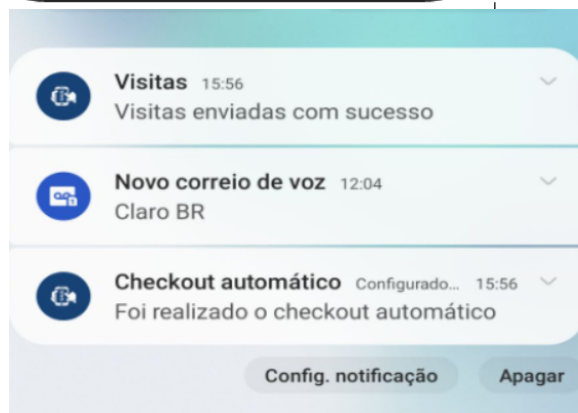 Visitas 15:56
Visitas enviadas com sucesso
Novo correio de voz 12:04
Claro BR
Checkout automático Configurado... 15:56
Foi realizado o checkout automático
Config. notificação Apagar